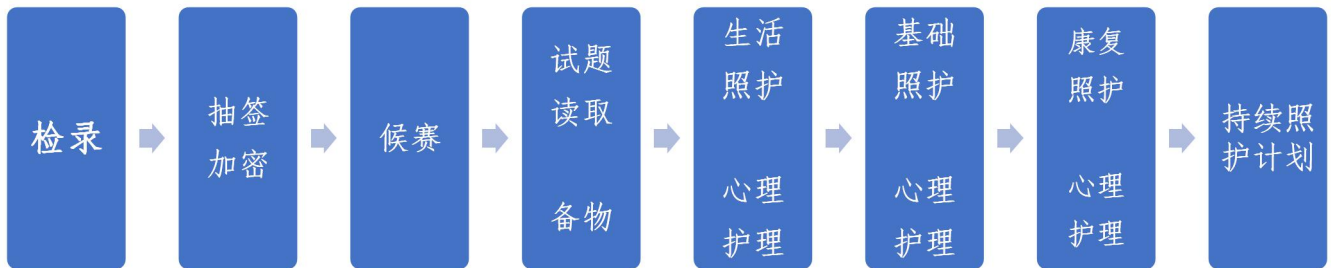 检录
抽签
加密
候赛
试题
读取
备物
生活
照护
心理
护理
基础
照护
心理
护理
康复
照护
心理
护理
持续照
护计划